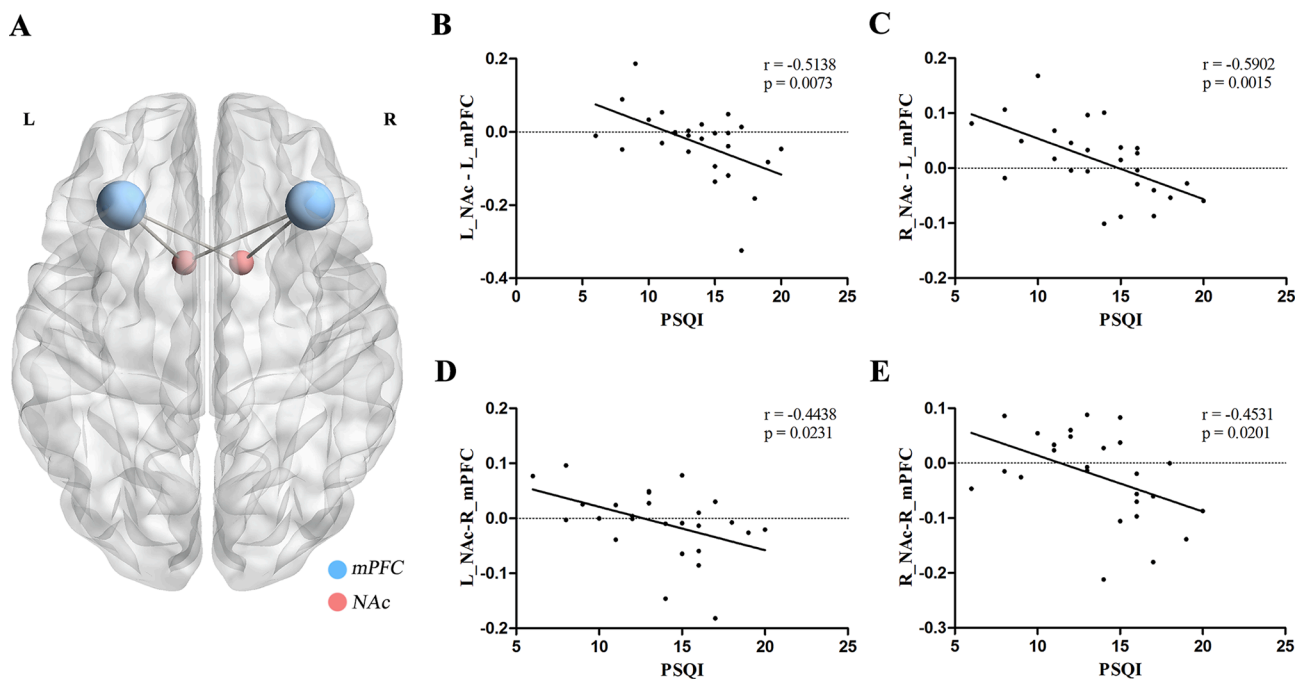 A
L
R
mPFC
NAc
B
r = -0.5138
p = 0.0073
L_NAc - L_mPFC
0.2
0.0
-0.2
-0.4
0 5 10 15 20 25
PSQI
C
r = -0.5902
p = 0.0015
R_NAc - L_mPFC
0.2
0.1
0.0
-0.1
-0.2
5 10 15 20 25
PSQI
D
r = -0.4438
p = 0.0231
L_NAc-R_mPFC
0.2
0.1
0.0
-0.1
-0.2
5 10 15 20 25
PSQI
E
r = -0.4531
p = 0.0201
R_NAc-R_mPFC
0.1
0.0
-0.1
-0.2
-0.3
5 10 15 20 25
PSQI